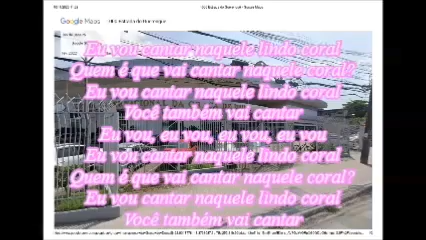 Google Maps
Eu vou cantar naquele lindo coral
Quem é que vai cantar naquele coral?
Eu vou cantar naquele lindo coral
Você também vai cantar
Eu vou, eu vou, eu vou, eu vou
Eu vou cantar naquele lindo coral
Quem é que vai cantar naquele coral?
Eu vou cantar naquele lindo coral
Você também vai cantar